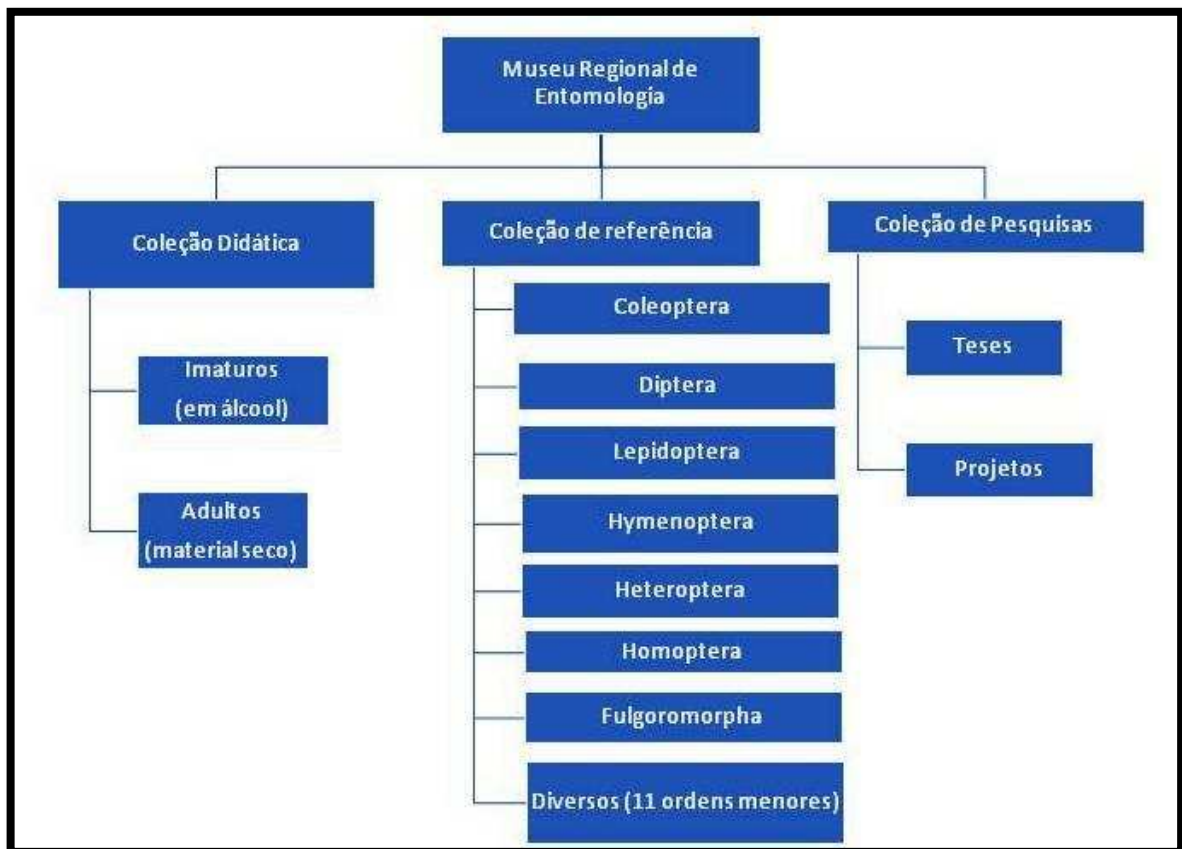 Museu Regional de
Entomología
Coleção Didática
Imaturos
(em álcool)
Adultos
(material seco)
Coleção de referência
Coleoptera
Diptera
Lepidoptera
Hymenoptera
Heteroptera
Homoptera
Fulgoromorpha
Diversos (11 ordens menores)
Coleção de Pesquisas
Teses
Projetos